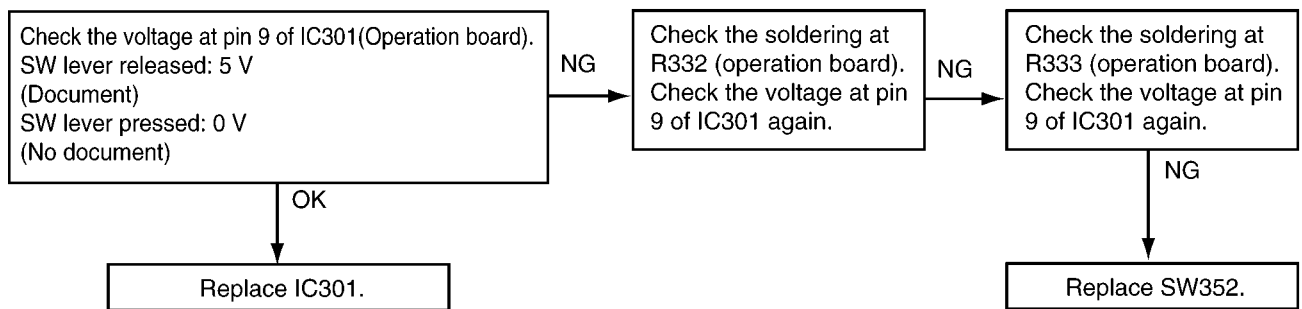 Check the voltage at pin 9 of IC301(Operation board).
SW lever released: 5 V
(Document)
SW lever pressed: 0 V
(No document)
NG
Check the soldering at
R332 (operation board).
Check the voltage at pin
9 of IC301 again.
NG
Check the soldering at
R333 (operation board).
Check the voltage at pin
9 of IC301 again.
OK
NG
Replace IC301.
Replace SW352.